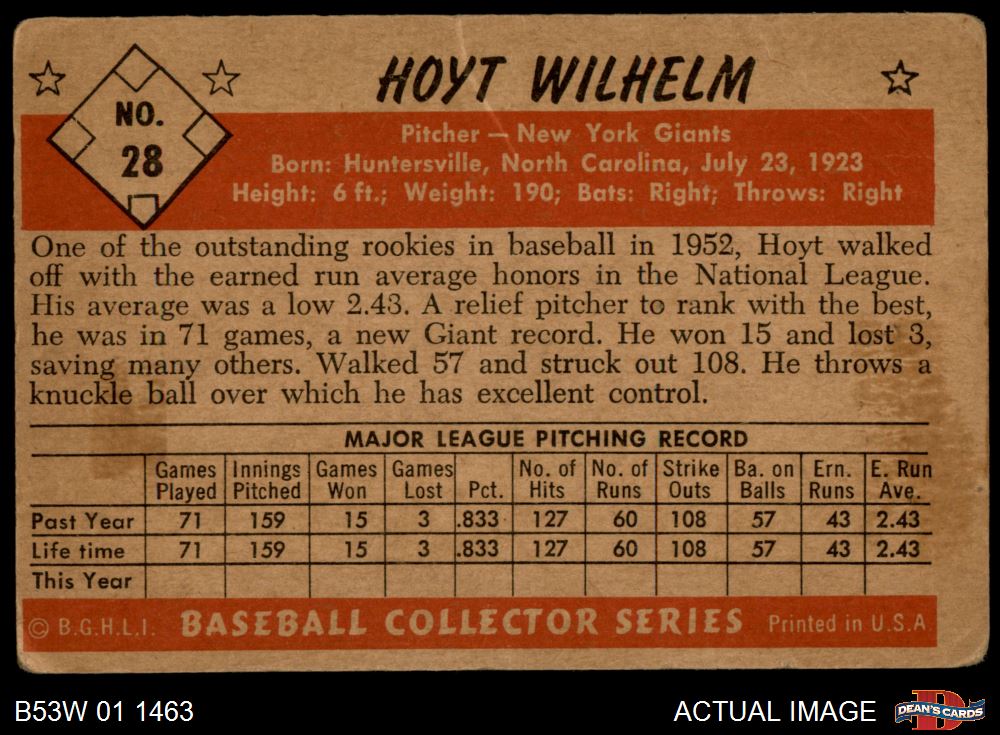 HOYT WILHELM
NO.
28
Pitcher — New York Giants
Born: Huntersville, North Carolina, July 23, 1923
Height: 6 ft.; Weight: 190; Bats: Right; Throws: Right
One of the outstanding rookies in baseball in 1952, Hoyt walked
off with the earned run average honors in the National League.
His average was a low 2.43. A relief pitcher to rank with the best,
he was in 71 games, a new Giant record. He won 15 and lost 3,
saving many others. Walked 57 and struck out 108. He throws a
knuckle ball over which he has excellent control.
MAJOR LEAGUE PITCHING RECORD
Games Innings Games Games No. of No. of Strike Ba. on Ern. E. Run
Played Pitched Won Lost Pct. Hits Runs Outs Balls Runs Ave.
Past Year 71 159 15 3 .833 127 60 108 57 43 2.43
Life time 71 159 15 3 .833 127 60 108 57 43 2.43
This Year
© B.G.H.L.I. BASEBALL COLLECTOR SERIES Printed in U.S.A
B53W 01 1463 ACTUAL IMAGE DEAN'S CARDS